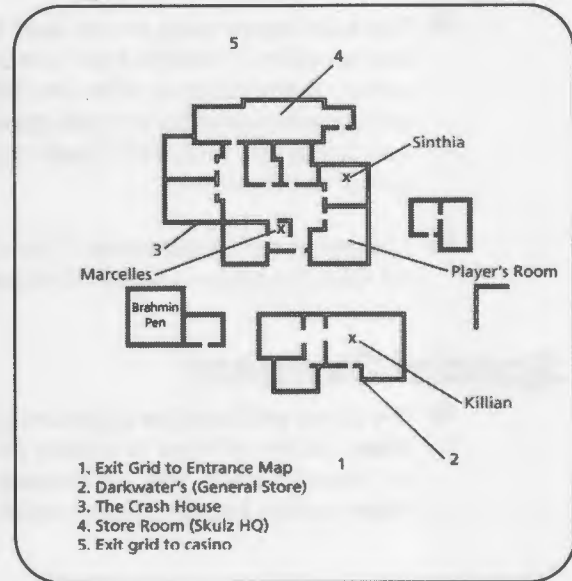 5
4
Sinthia
3
Marcelles
Player's Room
Brahmin
Pen
Killian
1
2
1. Exit Grid to Entrance Map
2. Darkwater's (General Store)
3. The Crash House
4. Store Room (Skulz HQ)
5. Exit grid to casino